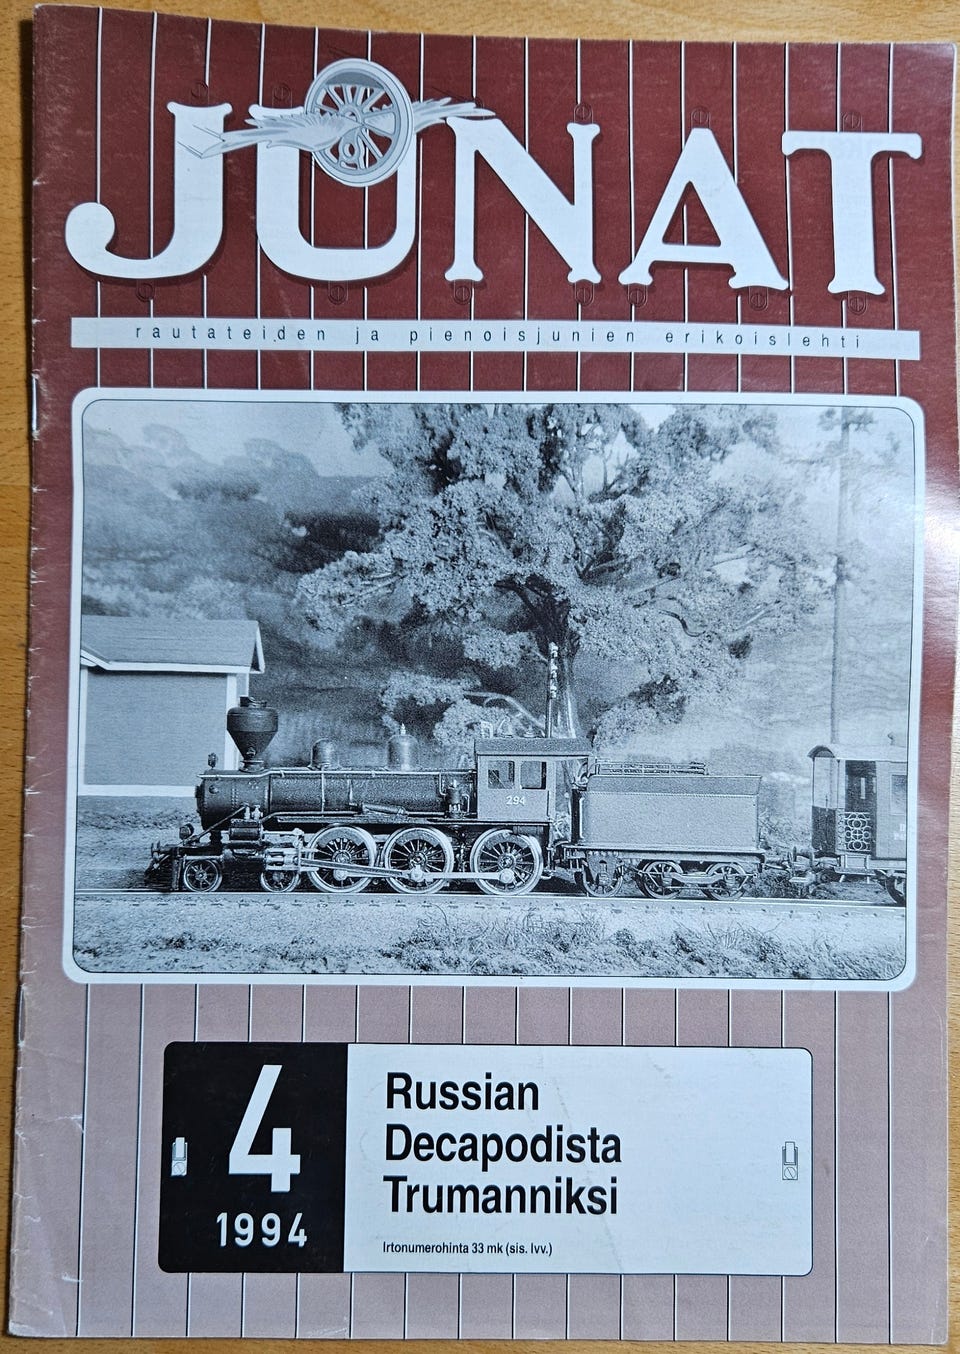 JUNAT
rautateiden ja pienoisjunien erikoislehti
294
4
1994
Russian
Decapodista
Trumanniksi
Irtonumerohinta 33 mk (sis. lvv.)